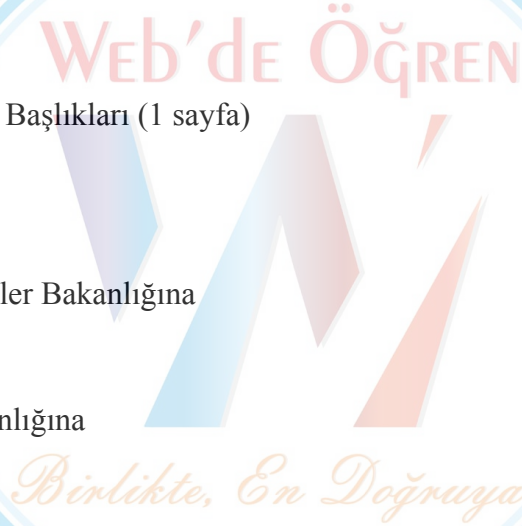 Web'de Öğren
Başlıkları (1 sayfa)
ler Bakanlığına
nlığına
Birlikte, En Doğruya